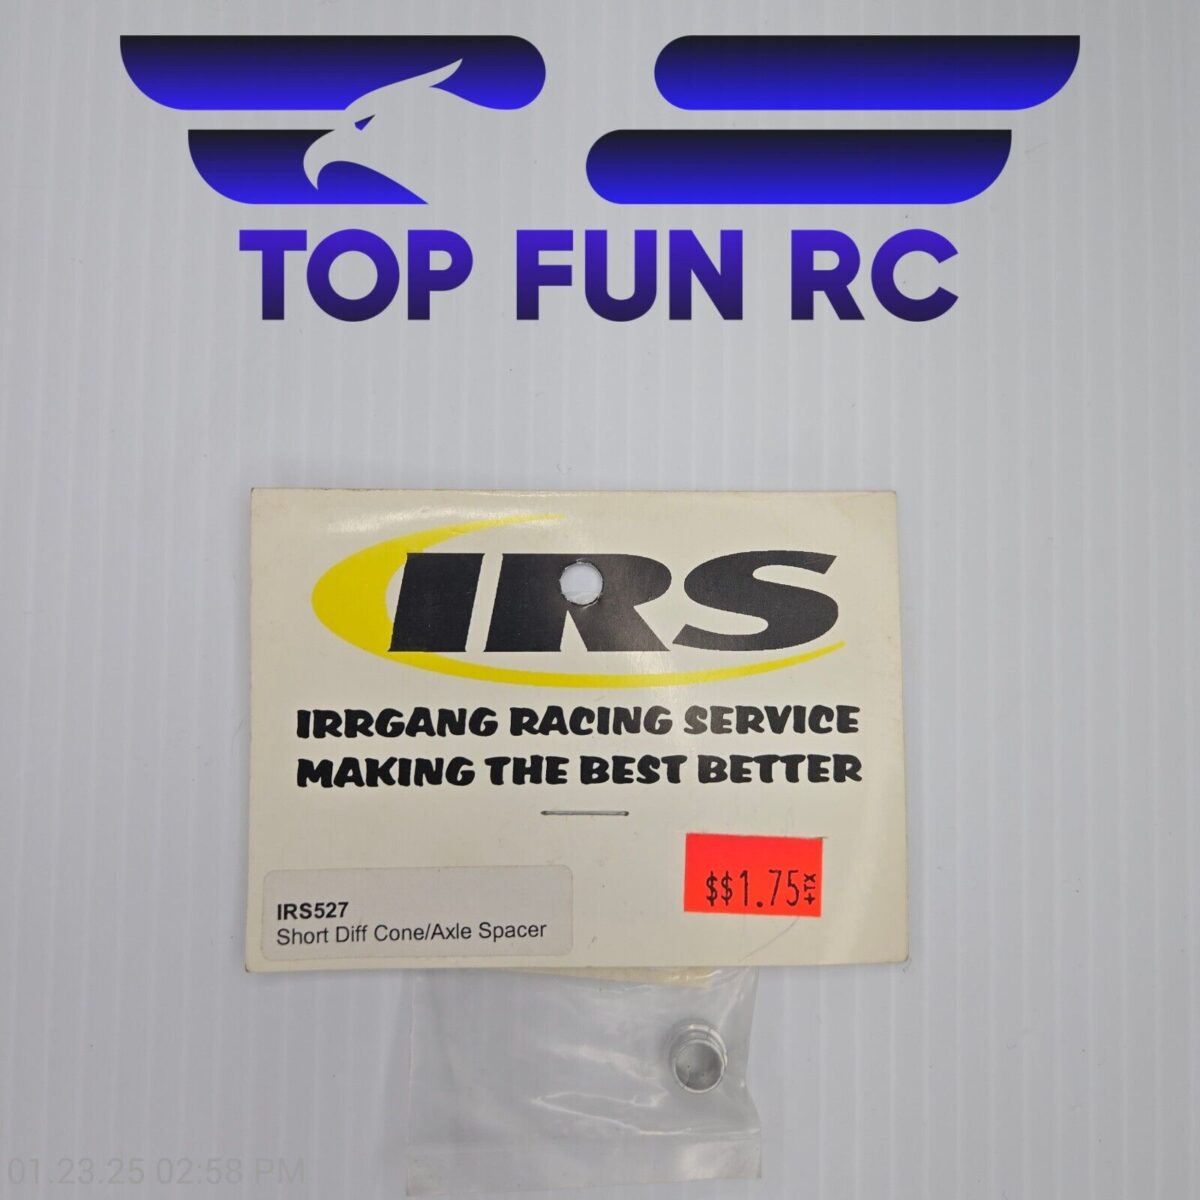 TOP FUN RC
IRS
IRRGANG RACING SERVICE
MAKING THE BEST BETTER
$$1.75+TX
IRS527
Short Diff Cone/Axle Spacer
01.23.25 02:58 PM